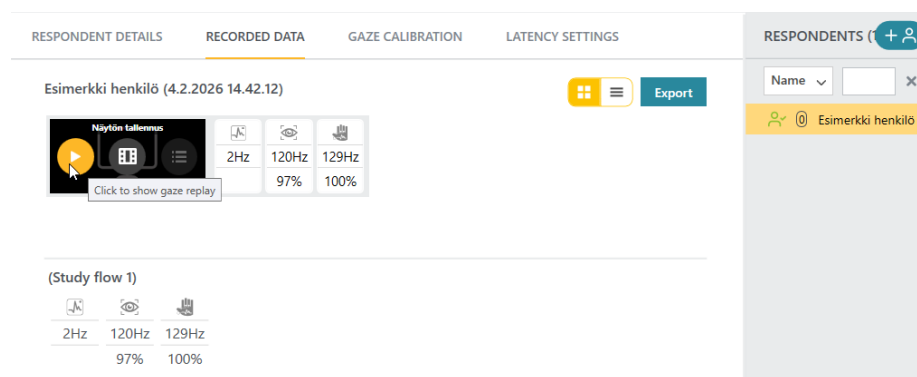 RESPONDENT DETAILS RECORDED DATA GAZE CALIBRATION LATENCY SETTINGS
RESPONDENTS (
Esimerkki henkilö (4.2.2026 14.42.12)
Export
Name
0 Esimerkki henkilö
Näytön tallennus
2Hz 120Hz 129Hz
97% 100%
Click to show gaze replay
(Study flow 1)
2Hz 120Hz 129Hz
97% 100%